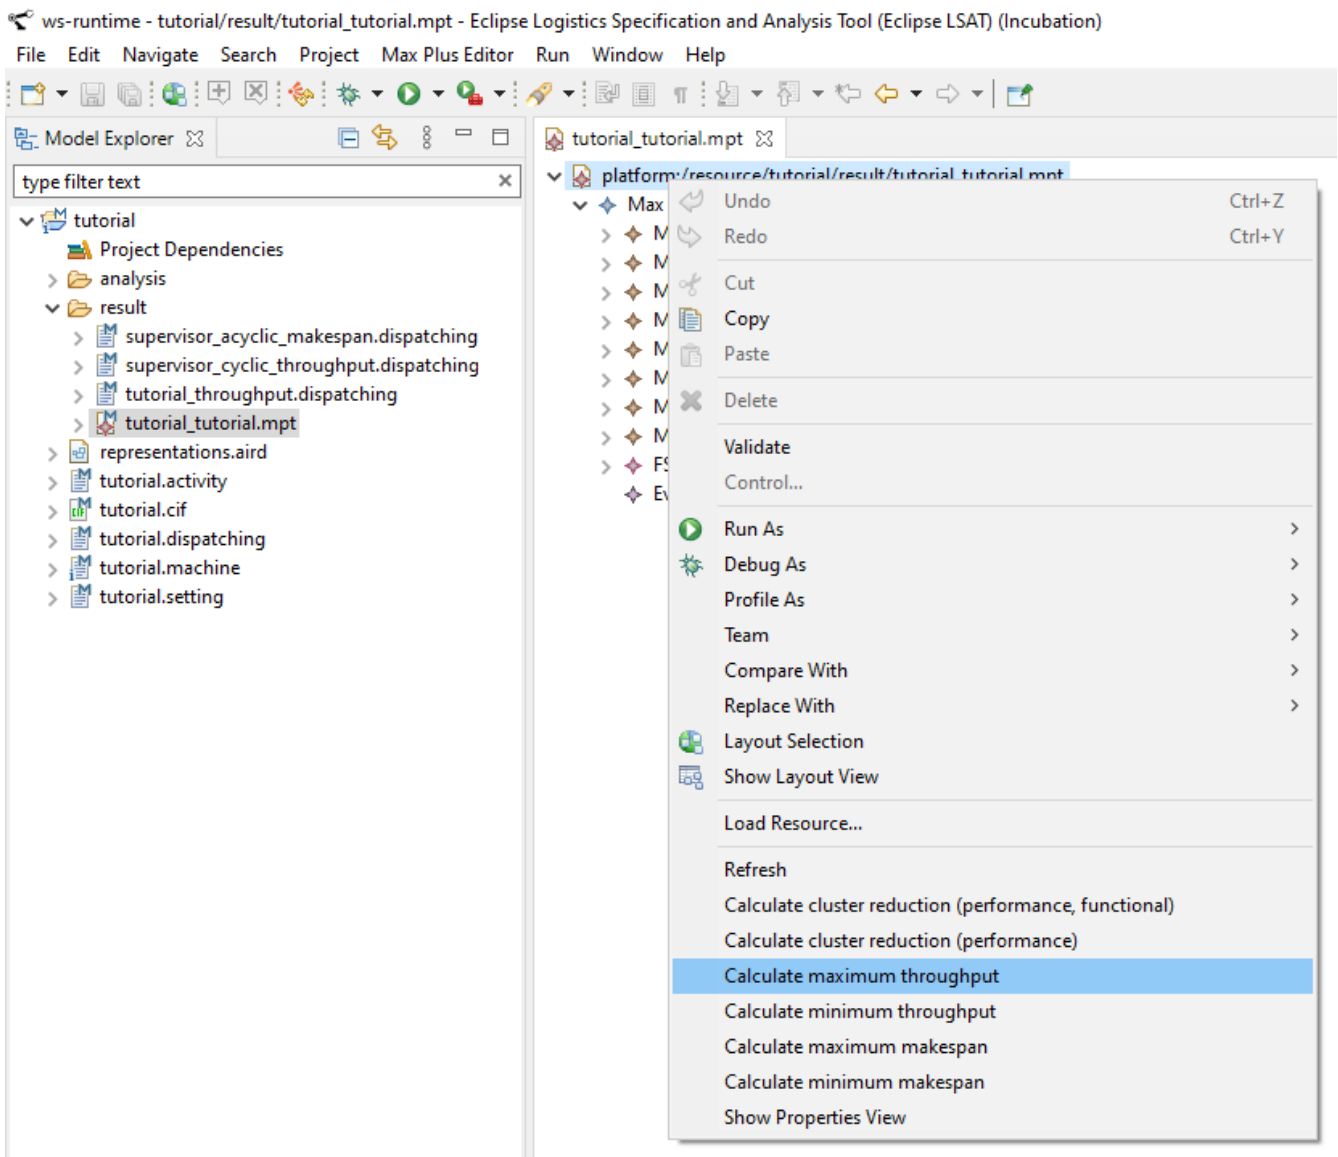 ws-runtime - tutorial/result/tutorial_tutorial.mpt - Eclipse Logistics Specification and Analysis Tool (Eclipse LSAT) (Incubation)
File Edit Navigate Search Project Max Plus Editor Run Window Help
Model Explorer
type filter text
tutorial
Project Dependencies
analysis
result
supervisor_acyclic_makespan.dispatching
supervisor_cyclic_throughput.dispatching
tutorial_throughput.dispatching
tutorial_tutorial.mpt
representations.aird
tutorial.activity
tutorial.cif
tutorial.dispatching
tutorial.machine
tutorial.setting
tutorial_tutorial.mpt
platform:/resource/tutorial/result/tutorial_tutorial.mpt
Max
M
M
M
M
M
M
M
M
FS
Ev
Undo Ctrl+Z
Redo Ctrl+Y
Cut
Copy
Paste
Delete
Validate
Control...
Run As
Debug As
Profile As
Team
Compare With
Replace With
Layout Selection
Show Layout View
Load Resource...
Refresh
Calculate cluster reduction (performance, functional)
Calculate cluster reduction (performance)
Calculate maximum throughput
Calculate minimum throughput
Calculate maximum makespan
Calculate minimum makespan
Show Properties View